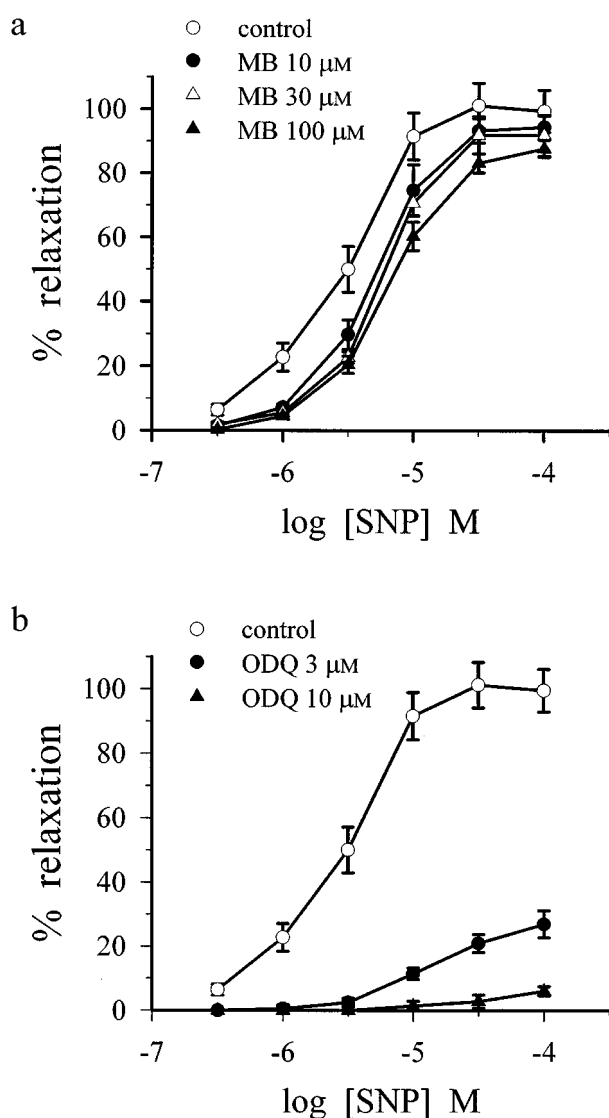 a
control
MB 10 μM
MB 30 μM
MB 100 μM
% relaxation
100
80
60
40
20
0
-7
-6
-5
-4
log [SNP] M
b
control
ODQ 3 μM
ODQ 10 μM
% relaxation
100
80
60
40
20
0
-7
-6
-5
-4
log [SNP] M